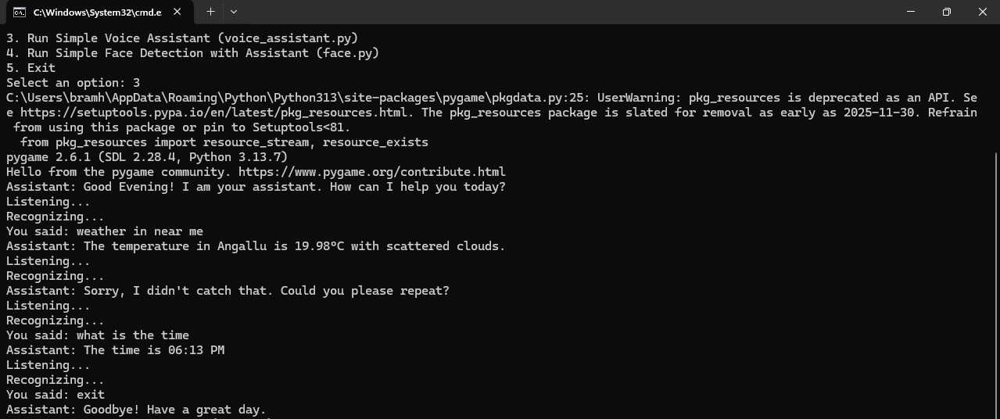 C:\Windows\System32\cmd.e
3. Run Simple Voice Assistant (voice_assistant.py)
4. Run Simple Face Detection with Assistant (face.py)
5. Exit
Select an option: 3
C:\Users\bramh\AppData\Roaming\Python\Python313\site-packages\pygame\pkgdata.py:25: UserWarning: pkg_resources is deprecated as an API. Se
e https://setuptools.pypa.io/en/latest/pkg_resources.html. The pkg_resources package is slated for removal as early as 2025-11-30. Refrain
 from using this package or pin to Setuptools<81.
  from pkg_resources import resource_stream, resource_exists
pygame 2.6.1 (SDL 2.28.4, Python 3.13.7)
Hello from the pygame community. https://www.pygame.org/contribute.html
Assistant: Good Evening! I am your assistant. How can I help you today?
Listening...
Recognizing...
You said: weather in near me
Assistant: The temperature in Angallu is 19.98°C with scattered clouds.
Listening...
Recognizing...
Assistant: Sorry, I didn't catch that. Could you please repeat?
Listening...
Recognizing...
You said: what is the time
Assistant: The time is 06:13 PM
Listening...
Recognizing...
You said: exit
Assistant: Goodbye! Have a great day.